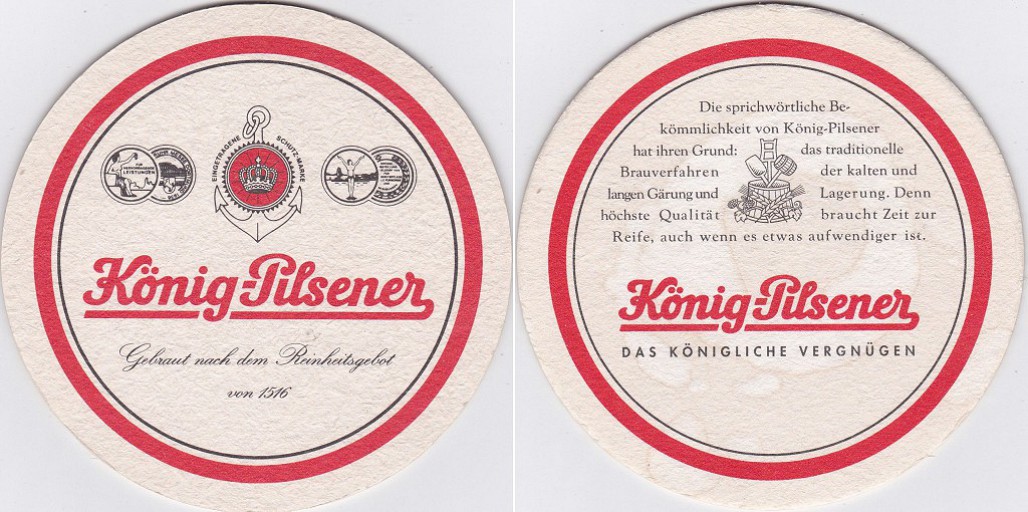 EINGETRAGENE SCHUTZ-MARKE
FÜR
LEISTUNGEN
König-Pilsener
Gebraut nach dem Reinheitsgebot
von 1516
Die sprichwörtliche Be-
kömmlichkeit von König-Pilsener
hat ihren Grund: das traditionelle
Brauverfahren der kalten und
langen Gärung und Lagerung. Denn
höchste Qualität braucht Zeit zur
Reife, auch wenn es etwas aufwendiger ist.
König-Pilsener
DAS KÖNIGLICHE VERGNÜGEN